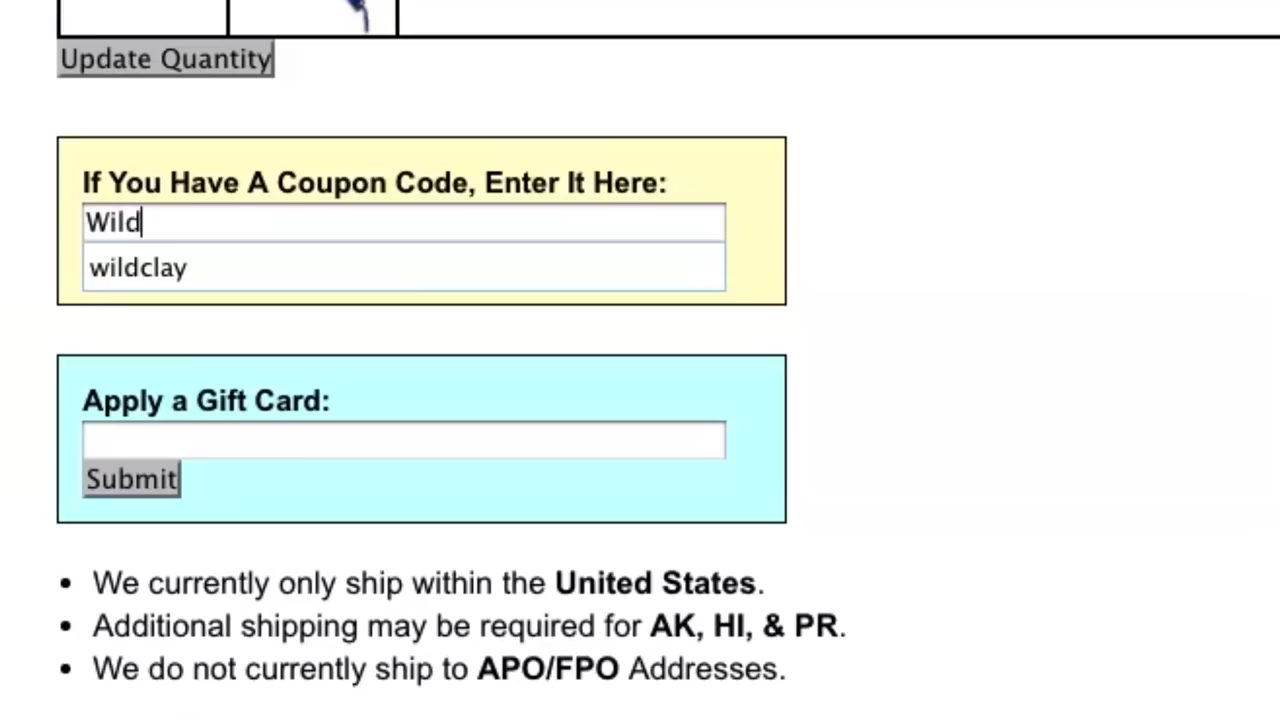 Update Quantity
If You Have A Coupon Code, Enter It Here:
Wild
wildclay
Apply a Gift Card:
Submit
• We currently only ship within the United States.
• Additional shipping may be required for AK, HI, & PR.
• We do not currently ship to APO/FPO Addresses.